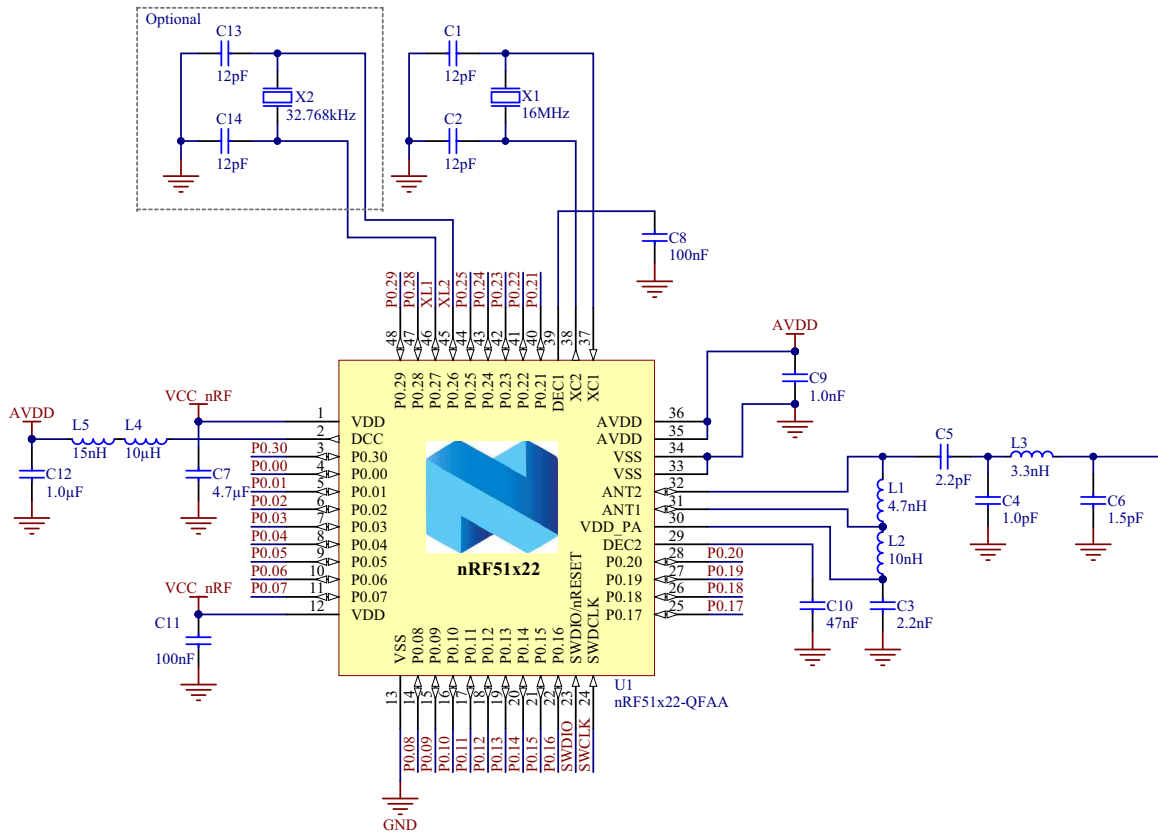 Optional
C13
12pF
X2
32.768kHz
C14
12pF
C1
12pF
X1
16MHz
C2
12pF
C8
100nF
P0.29
P0.28
XL1
XL2
P0.25
P0.24
P0.23
P0.22
P0.21
48
47
46
45
44
43
42
41
40
39
38
37
P0.29
P0.28
P0.27
P0.26
P0.25
P0.24
P0.23
P0.22
P0.21
DEC1
XC2
XC1
AVDD
C9
1.0nF
VCC_nRF
AVDD
L5
L4
15nH
10µH
C12
1.0µF
C7
4.7µF
1
VDD
2
DCC
P0.30
3
P0.30
P0.00
4
P0.00
P0.01
5
P0.01
P0.02
6
P0.02
P0.03
7
P0.03
P0.04
8
P0.04
P0.05
9
P0.05
P0.06
10
P0.06
P0.07
11
P0.07
VCC_nRF
12
VDD
C11
100nF
nRF51x22
AVDD
36
AVDD
35
VSS
34
VSS
33
ANT2
32
ANT1
31
VDD_PA
30
DEC2
29
P0.20
28
P0.20
P0.19
27
P0.19
P0.18
26
P0.18
P0.17
25
P0.17
C5
2.2pF
L3
3.3nH
L1
4.7nH
L2
10nH
C4
1.0pF
C6
1.5pF
C10
47nF
C3
2.2nF
VSS
P0.08
P0.09
P0.10
P0.11
P0.12
P0.13
P0.14
P0.15
P0.16
SWDIO/nRESET
SWDCLK
U1
nRF51x22-QFAA
13
14
15
16
17
18
19
20
21
22
23
24
P0.08
P0.09
P0.10
P0.11
P0.12
P0.13
P0.14
P0.15
P0.16
SWDIO
SWCLK
GND